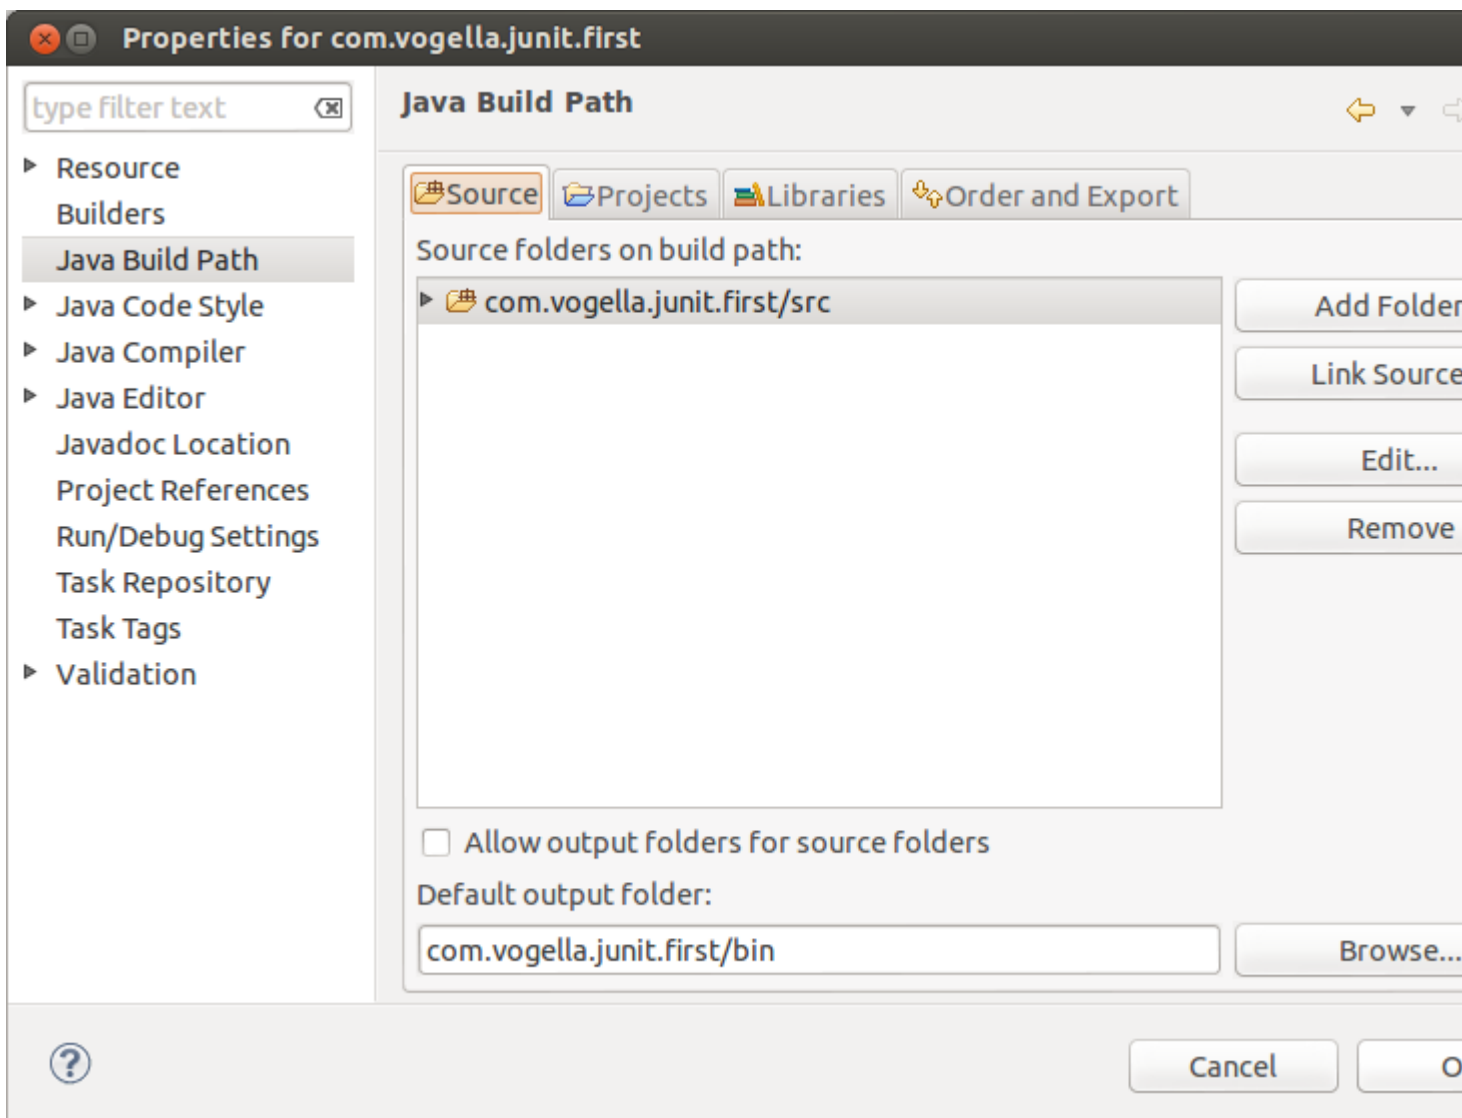 Properties for com.vogella.junit.first
type filter text
Java Build Path
Resource
Builders
Java Build Path
Java Code Style
Java Compiler
Java Editor
Javadoc Location
Project References
Run/Debug Settings
Task Repository
Task Tags
Validation
Source Projects Libraries Order and Export
Source folders on build path:
com.vogella.junit.first/src
Add Folder
Link Source
Edit...
Remove
Allow output folders for source folders
Default output folder:
com.vogella.junit.first/bin
Browse...
?
Cancel